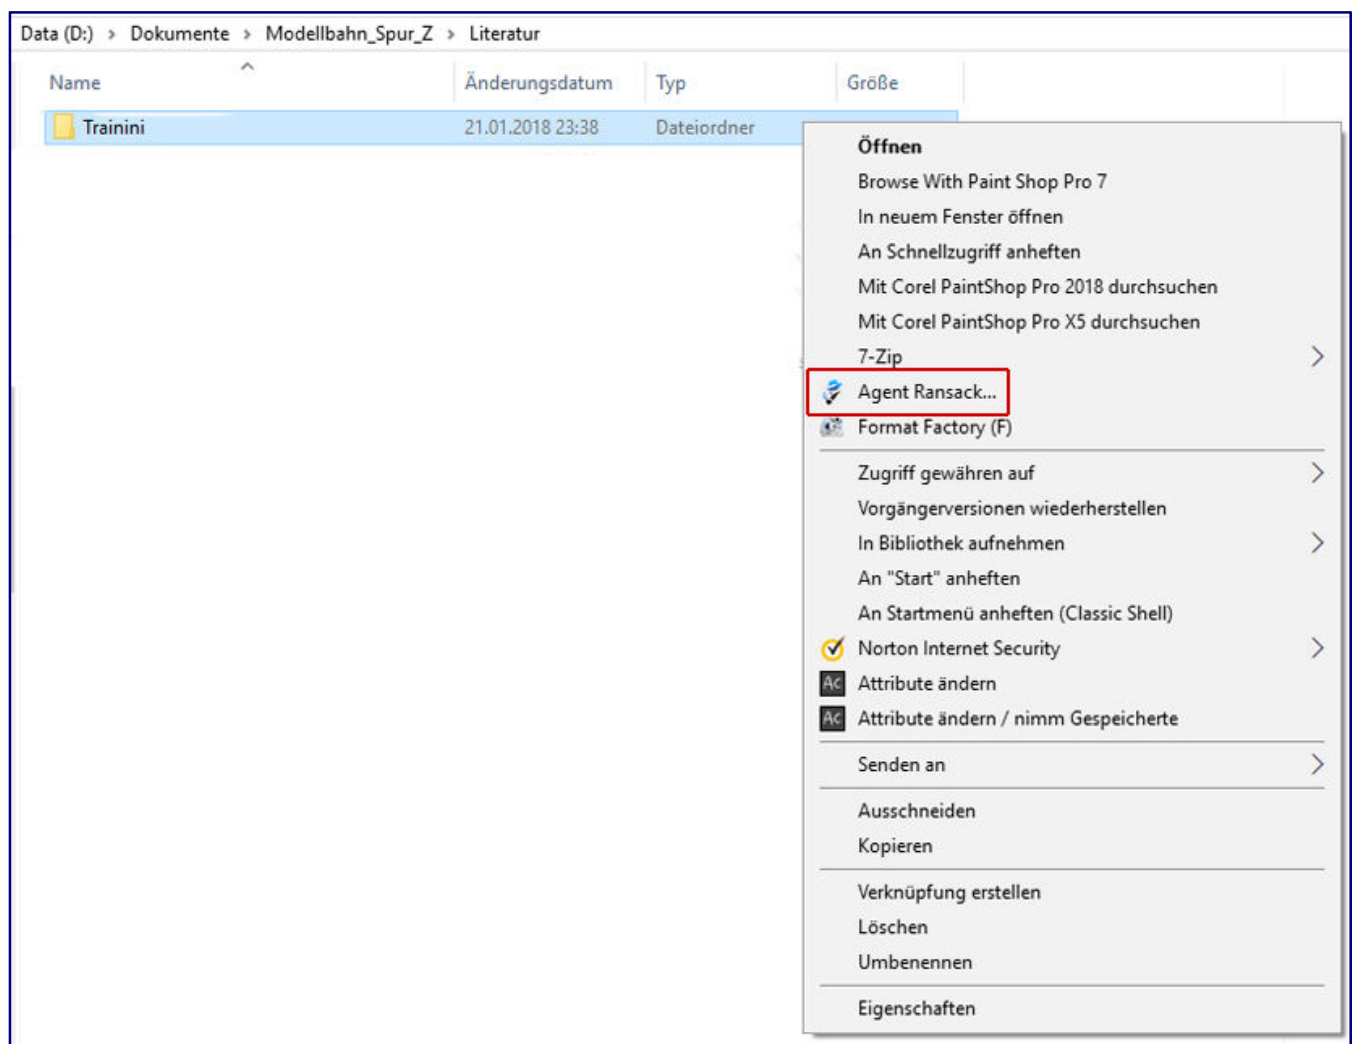 Data (D:) > Dokumente > Modellbahn_Spur_Z > Literatur
Name Änderungsdatum Typ Größe
Trainini 21.01.2018 23:38 Dateiordner
Öffnen
Browse With Paint Shop Pro 7
In neuem Fenster öffnen
An Schnellzugriff anheften
Mit Corel PaintShop Pro 2018 durchsuchen
Mit Corel PaintShop Pro X5 durchsuchen
7-Zip
Agent Ransack...
Format Factory (F)
Zugriff gewähren auf
Vorgängerversionen wiederherstellen
In Bibliothek aufnehmen
An "Start" anheften
An Startmenü anheften (Classic Shell)
Norton Internet Security
Ac Attribute ändern
Ac Attribute ändern / nimm Gespeicherte
Senden an
Ausschneiden
Kopieren
Verknüpfung erstellen
Löschen
Umbenennen
Eigenschaften